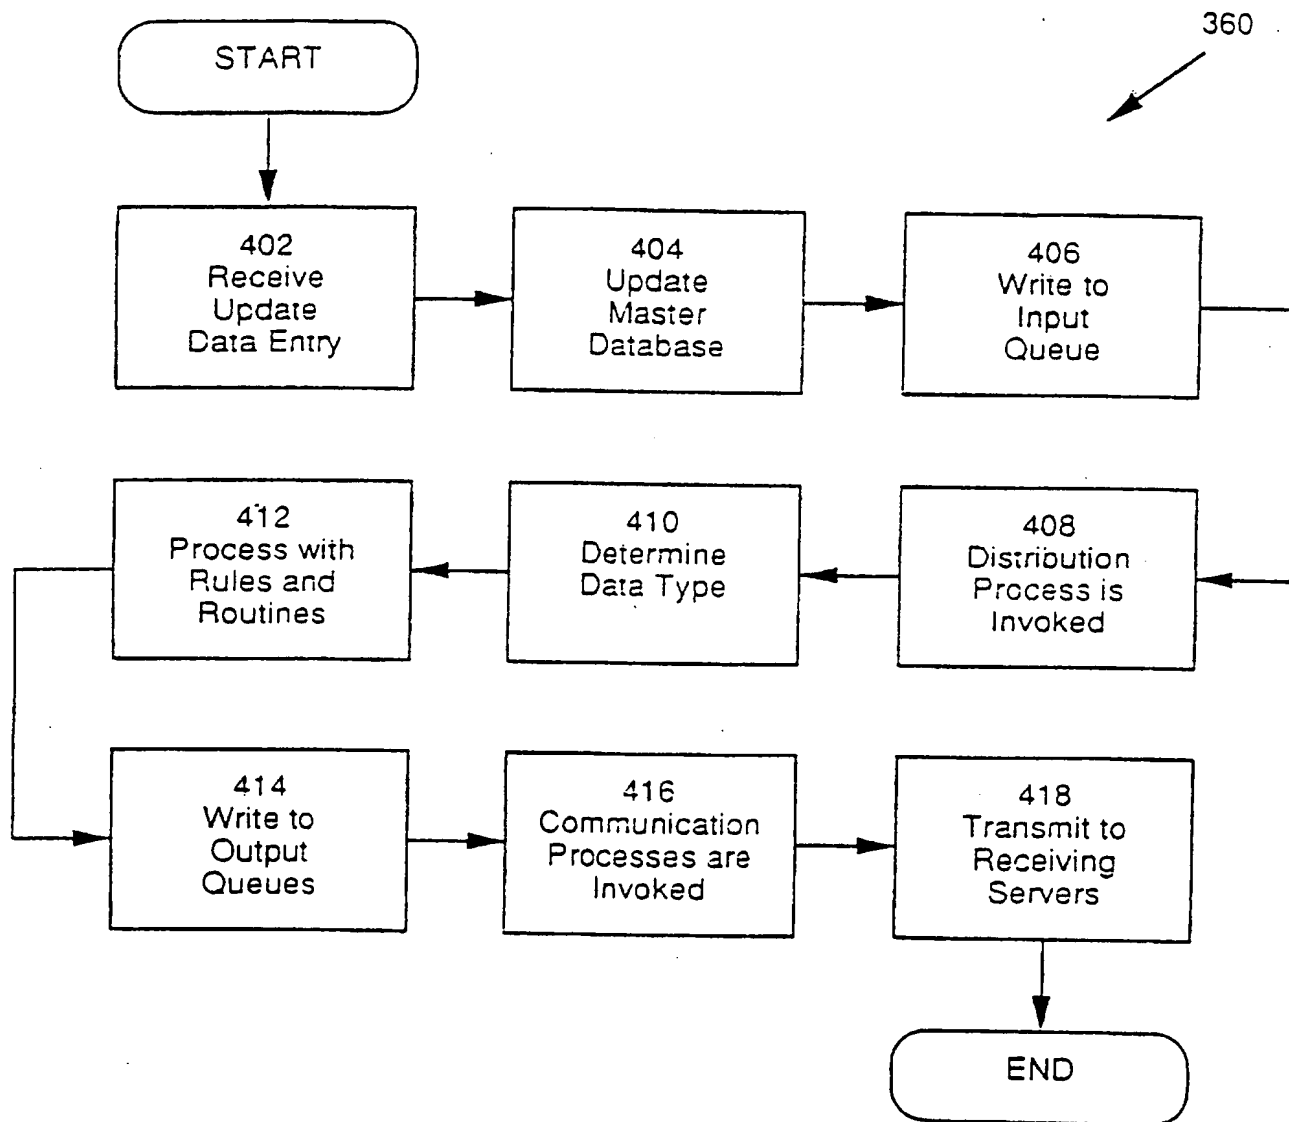 360
START
402
Receive
Update
Data Entry
404
Update
Master
Database
406
Write to
Input
Queue
408
Distribution
Process is
Invoked
410
Determine
Data Type
412
Process with
Rules and
Routines
414
Write to
Output
Queues
416
Communication
Processes are
Invoked
418
Transmit to
Receiving
Servers
END